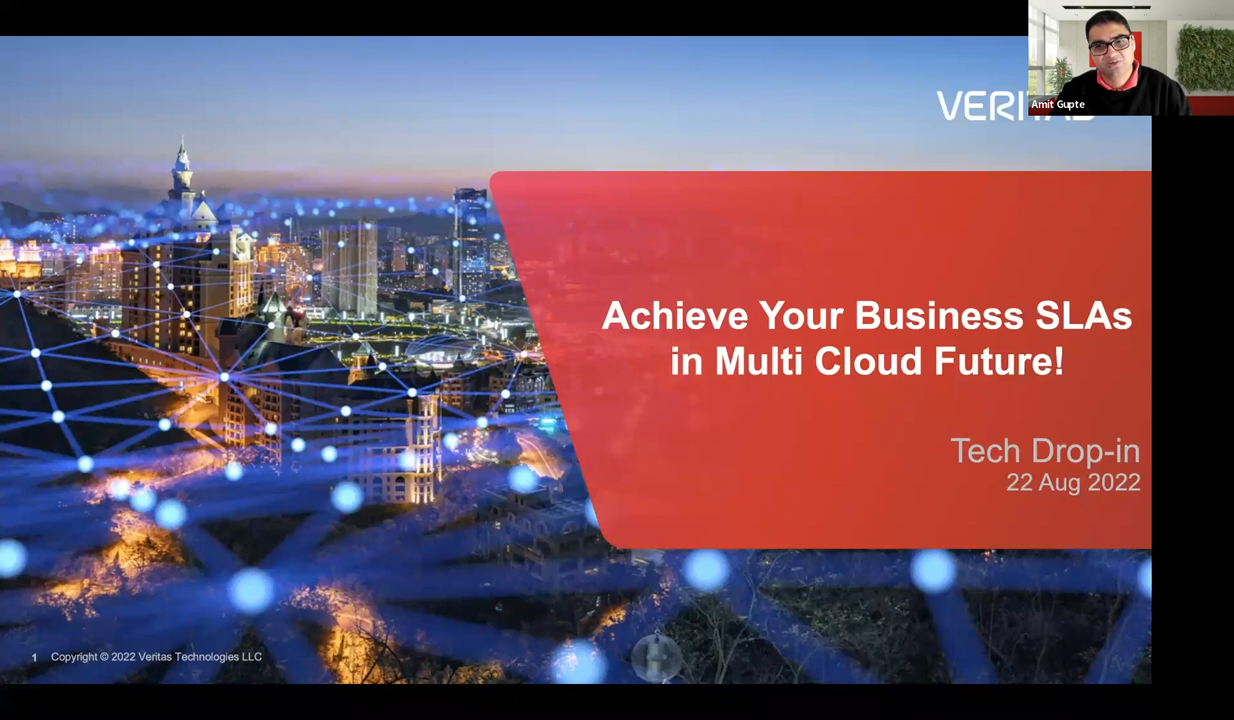 Amit Gupte
Achieve Your Business SLAs
in Multi Cloud Future!
Tech Drop-in
22 Aug 2022
1 Copyright © 2022 Veritas Technologies LLC